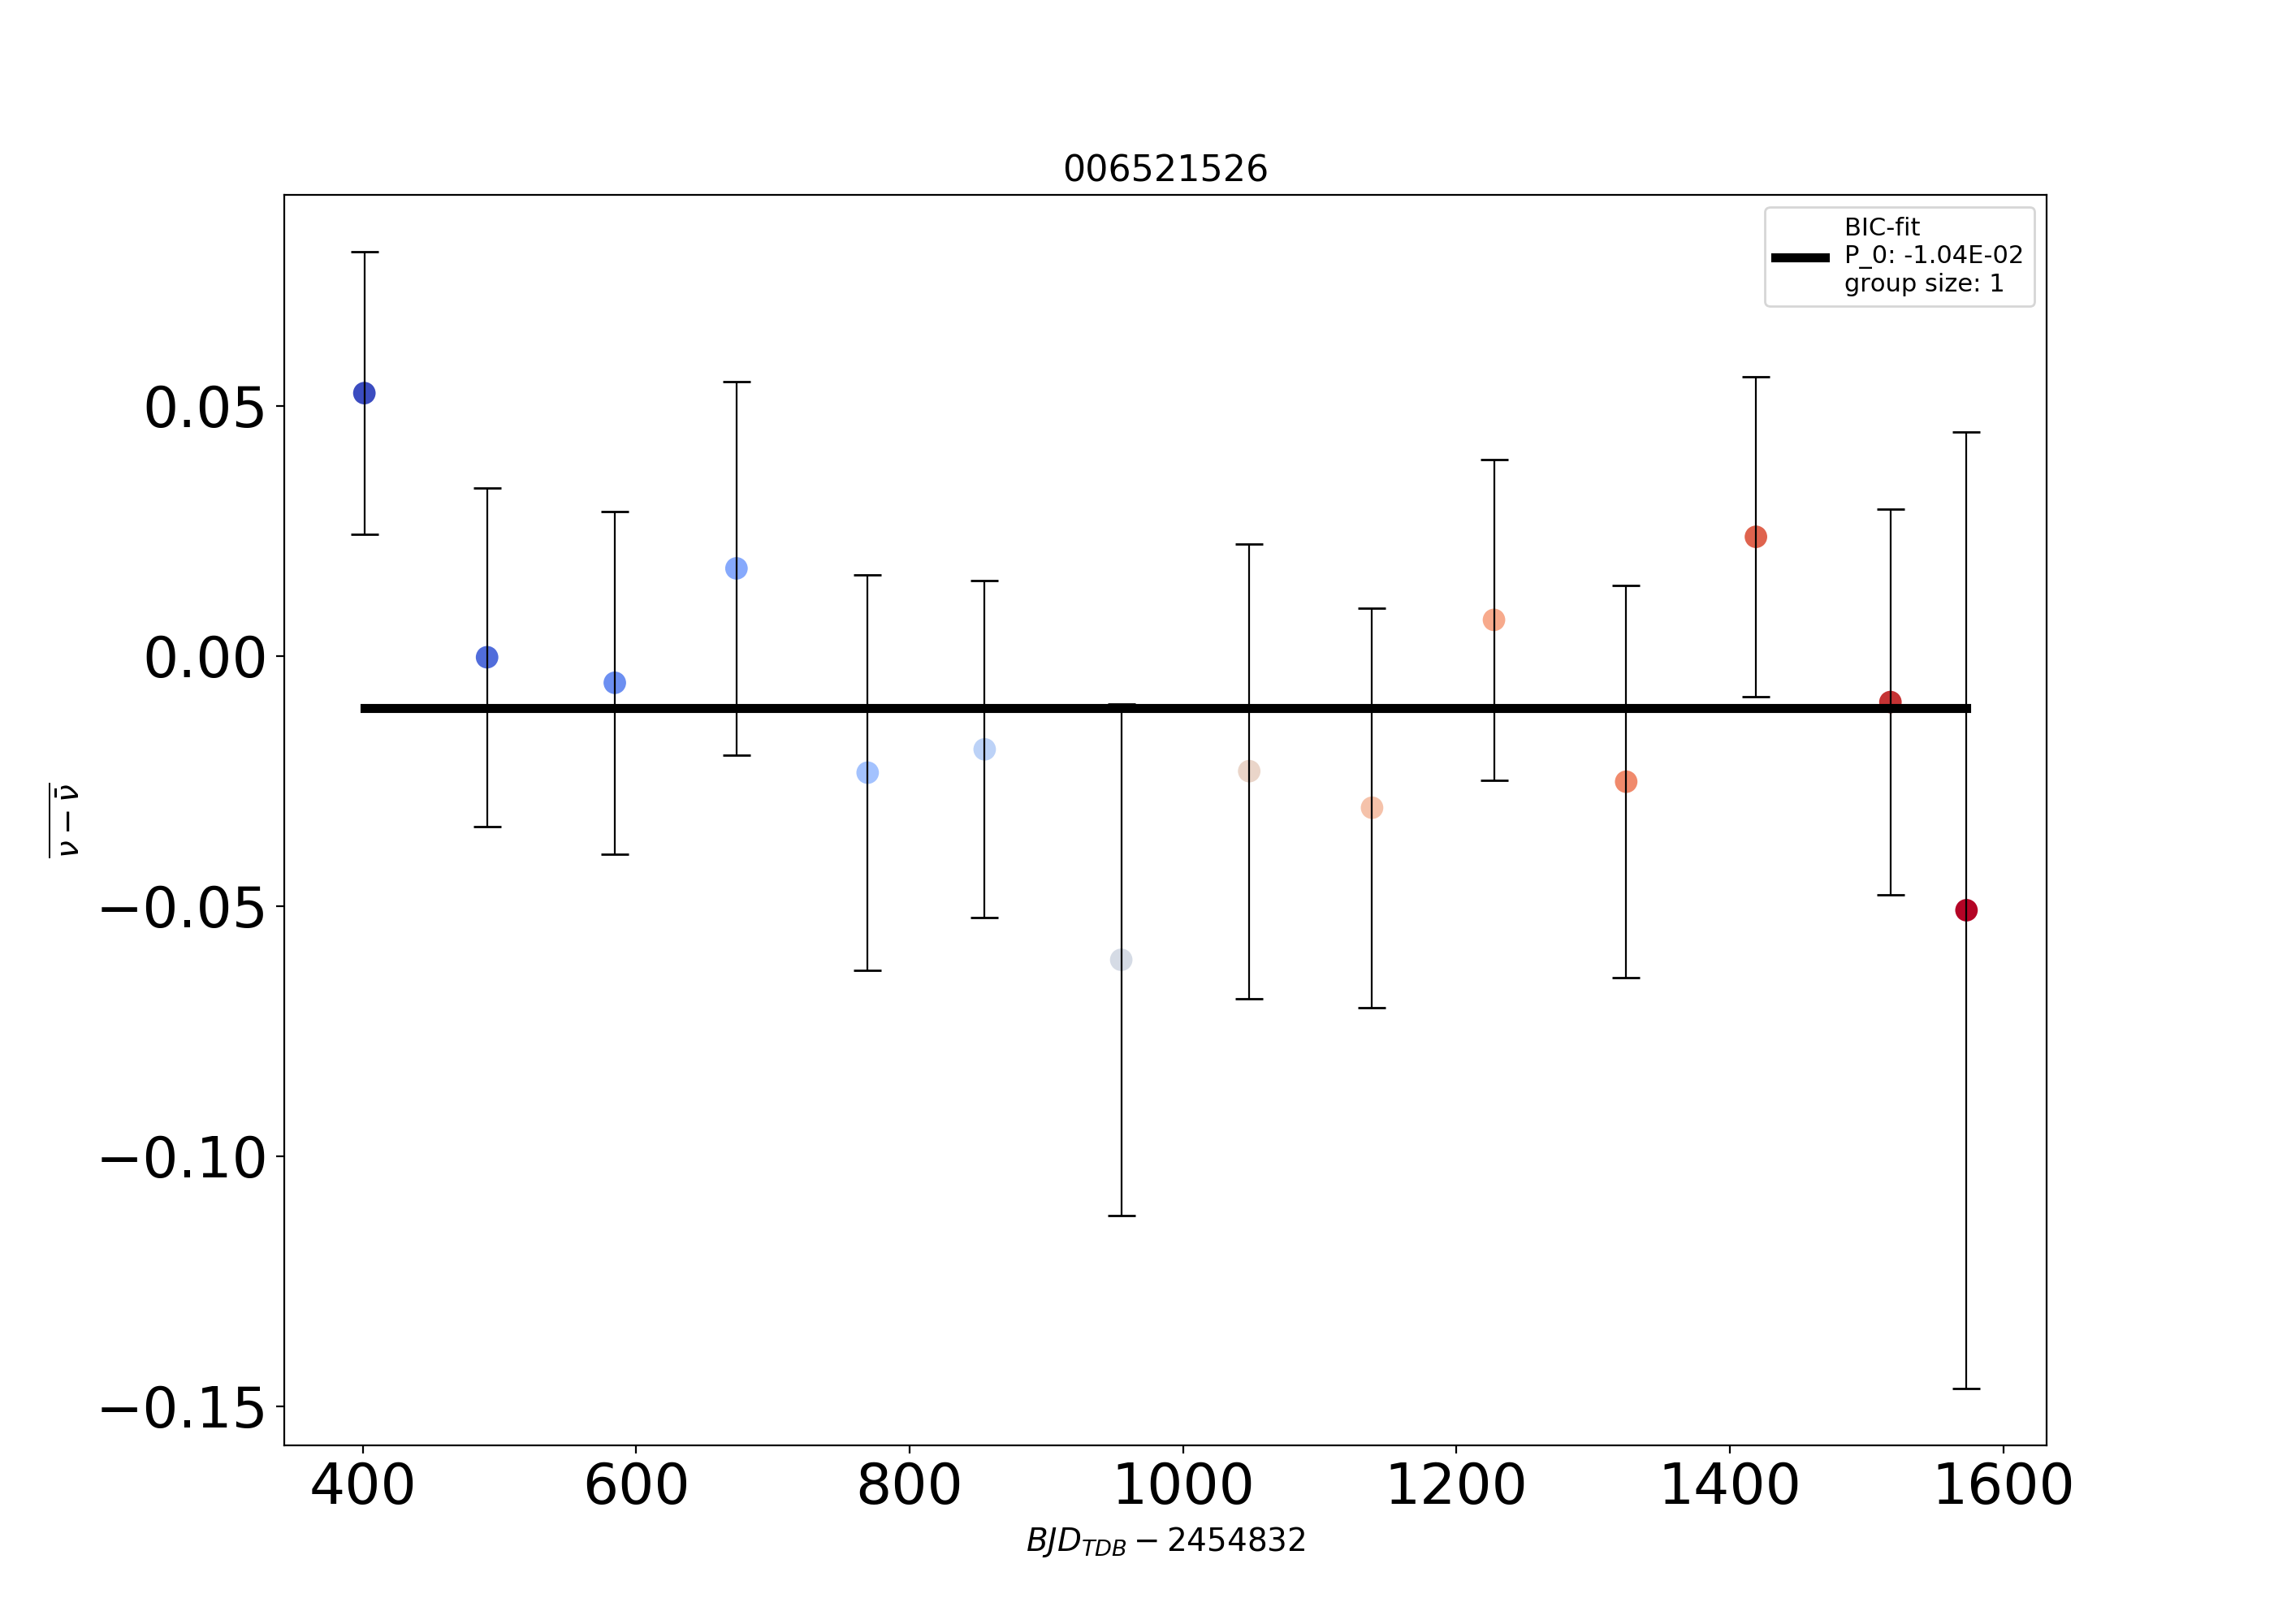 006521526
BIC-fit
P_0: -1.04E-02
group size: 1
0.05
0.00
−0.05
−0.10
−0.15
ν − ν̄
400 600 800 1000 1200 1400 1600
BJD_TDB − 2454832